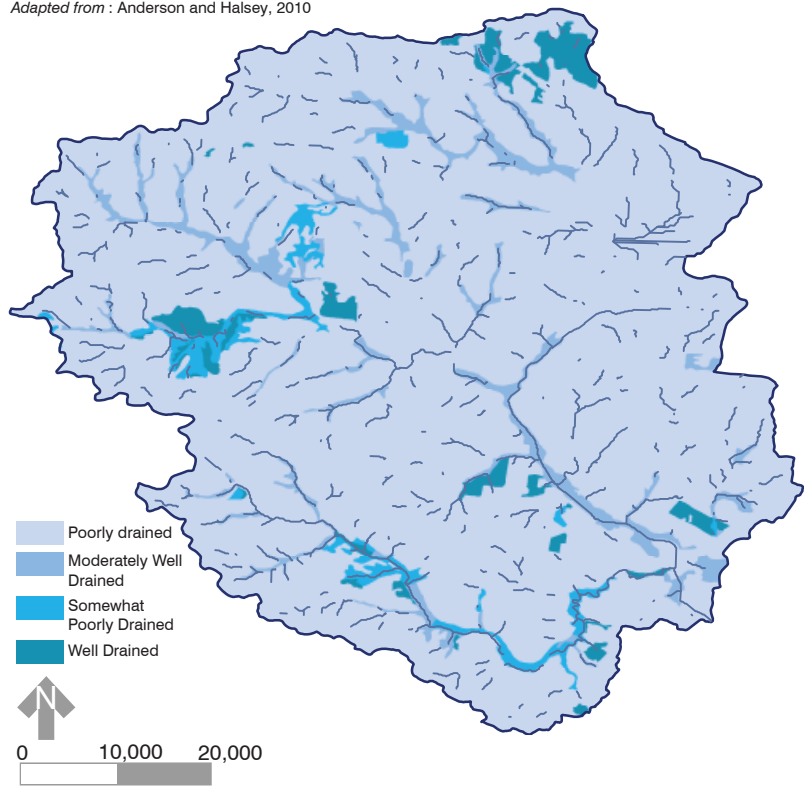 Adapted from : Anderson and Halsey, 2010
Poorly drained
Moderately Well
Drained
Somewhat
Poorly Drained
Well Drained
N
0 10,000 20,000